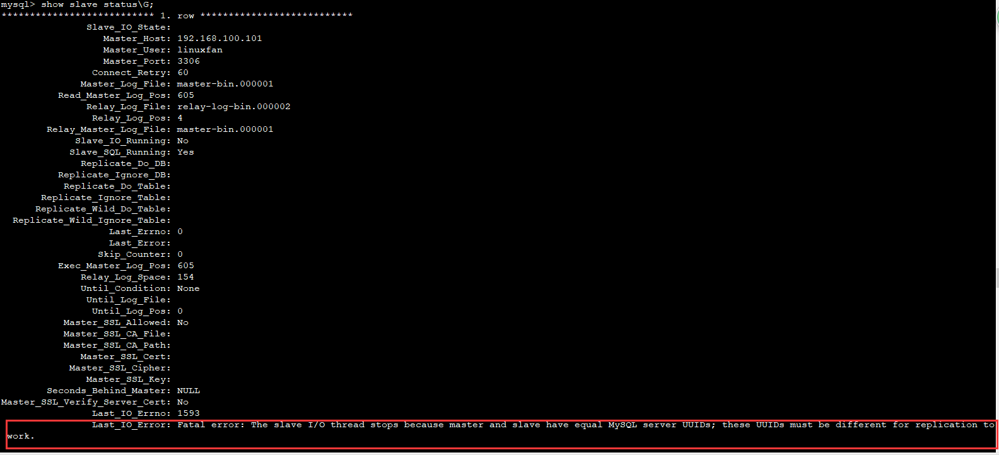 mysql> show slave status\G;
*************************** 1. row ***************************
Slave_IO_State:
Master_Host: 192.168.100.101
Master_User: linuxfan
Master_Port: 3306
Connect_Retry: 60
Master_Log_File: master-bin.000001
Read_Master_Log_Pos: 605
Relay_Log_File: relay-log-bin.000002
Relay_Log_Pos: 4
Relay_Master_Log_File: master-bin.000001
Slave_IO_Running: No
Slave_SQL_Running: Yes
Replicate_Do_DB:
Replicate_Ignore_DB:
Replicate_Do_Table:
Replicate_Ignore_Table:
Replicate_Wild_Do_Table:
Replicate_Wild_Ignore_Table:
Last_Errno: 0
Last_Error:
Skip_Counter: 0
Exec_Master_Log_Pos: 605
Relay_Log_Space: 154
Until_Condition: None
Until_Log_File:
Until_Log_Pos: 0
Master_SSL_Allowed: No
Master_SSL_CA_File:
Master_SSL_CA_Path:
Master_SSL_Cert:
Master_SSL_Cipher:
Master_SSL_Key:
Seconds_Behind_Master: NULL
Master_SSL_Verify_Server_Cert: No
Last_IO_Errno: 1593
Last_IO_Error: Fatal error: The slave I/O thread stops because master and slave have equal MySQL server UUIDs; these UUIDs must be different for replication to
work.